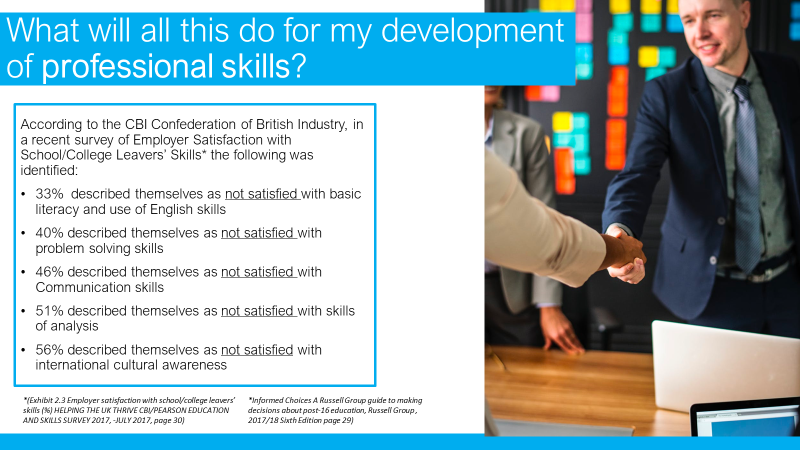 What will all this do for my development
of professional skills?
According to the CBI Confederation of British Industry, in
a recent survey of Employer Satisfaction with
School/College Leavers' Skills* the following was
identified:
• 33% described themselves as not satisfied with basic
literacy and use of English skills
• 40% described themselves as not satisfied with
problem solving skills
• 46% described themselves as not satisfied with
Communication skills
• 51% described themselves as not satisfied with skills
of analysis
• 56% described themselves as not satisfied with
international cultural awareness
*(Exhibit 2.3 Employer satisfaction with school/college leavers'
skills (%) HELPING THE UK THRIVE CBI/PEARSON EDUCATION
AND SKILLS SURVEY 2017, -JULY 2017, page 30)
*Informed Choices A Russell Group guide to making
decisions about post-16 education, Russell Group,
2017/18 Sixth Edition page 29)